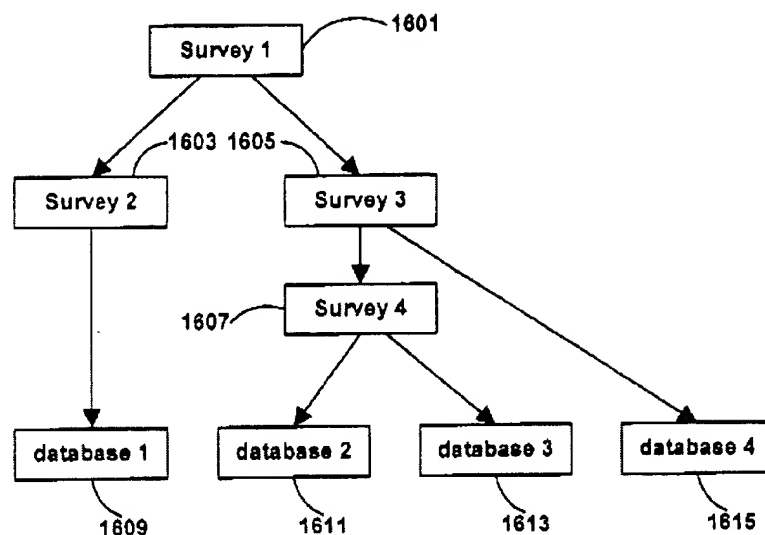 1601
Survey 1
1603 1605
Survey 2
Survey 3
1607
Survey 4
database 1
database 2
database 3
database 4
1609
1611
1613
1615